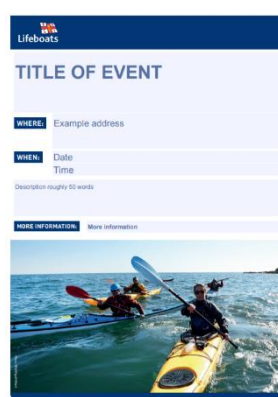 Lifeboats
TITLE OF EVENT
WHERE: Example address
WHEN: Date
Time
Description roughly 50 words
MORE INFORMATION: More information